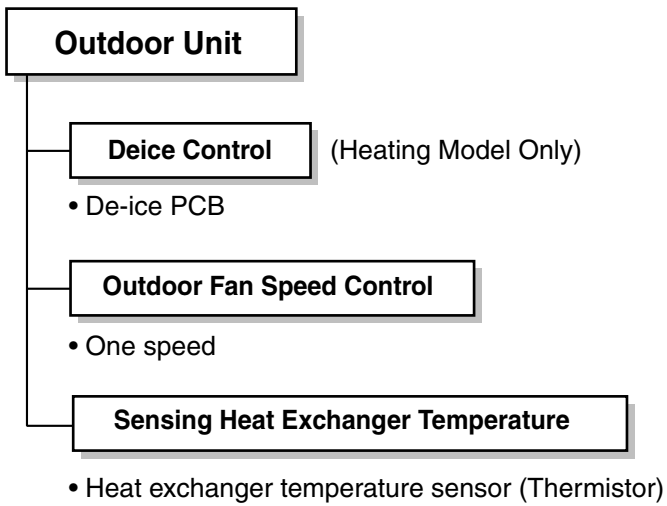 Outdoor Unit
Deice Control (Heating Model Only)
• De-ice PCB
Outdoor Fan Speed Control
• One speed
Sensing Heat Exchanger Temperature
• Heat exchanger temperature sensor (Thermistor)